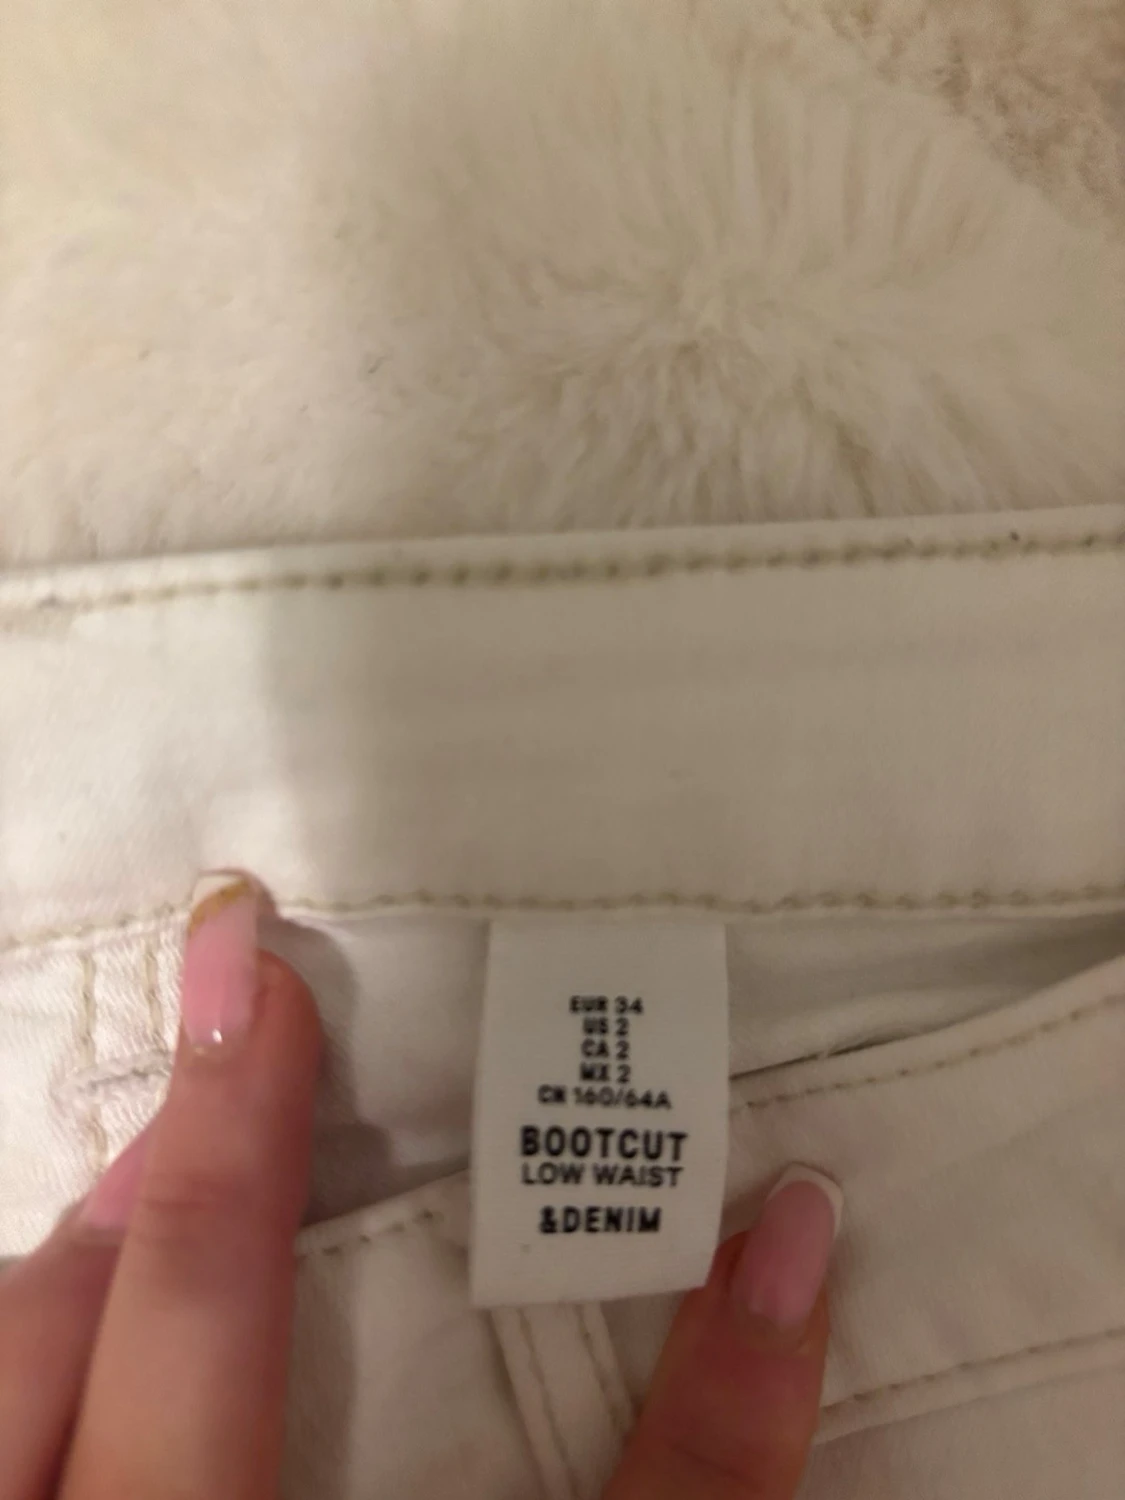 EUR 34
US 2
CA 2
MX 2
CN 160/64A
BOOTCUT
LOW WAIST
&DENIM